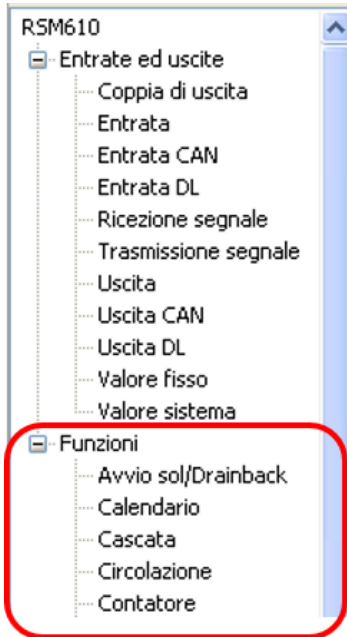 RSM610
Entrate ed uscite
Coppia di uscita
Entrata
Entrata CAN
Entrata DL
Ricezione segnale
Trasmissione segnale
Uscita
Uscita CAN
Uscita DL
Valore fisso
Valore sistema
Funzioni
Avvio sol/Drainback
Calendario
Cascata
Circolazione
Contatore